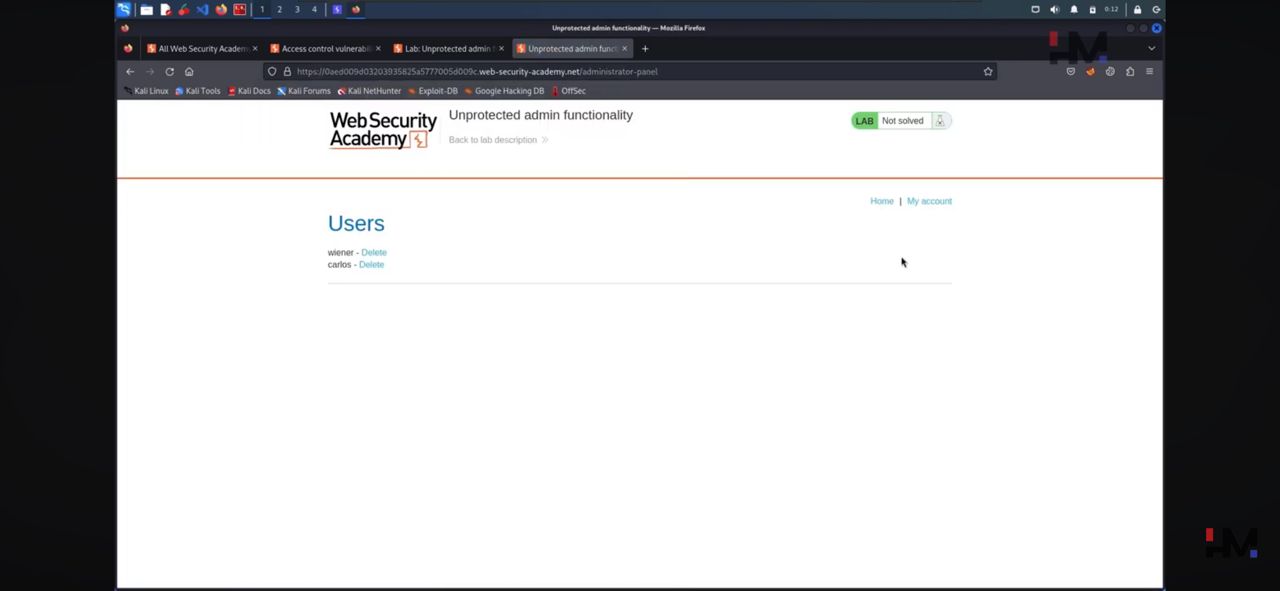 1 2 3 4 0:12
Unprotected admin functionality — Mozilla Firefox
All Web Security Academ × Access control vulnerabili × Lab: Unprotected admin × Unprotected admin funct × +
https://0aed009d03203935825a5777005d009c.web-security-academy.net/administrator-panel
Kali Linux Kali Tools Kali Docs Kali Forums Kali NetHunter Exploit-DB Google Hacking DB OffSec
Web Security
Academy
Unprotected admin functionality
Back to lab description »
LAB Not solved
Home | My account
Users
wiener - Delete
carlos - Delete
HM
HM